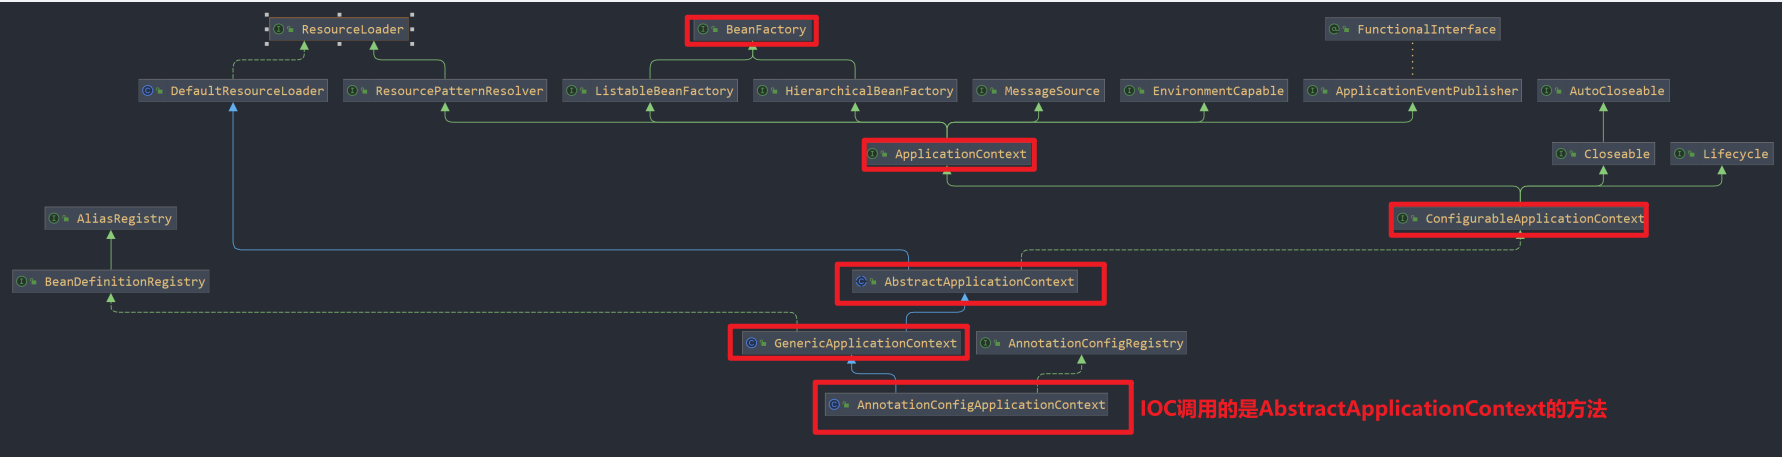 ResourceLoader
BeanFactory
FunctionalInterface
DefaultResourceLoader
ResourcePatternResolver
ListableBeanFactory
HierarchicalBeanFactory
MessageSource
EnvironmentCapable
ApplicationEventPublisher
AutoCloseable
ApplicationContext
Closeable
Lifecycle
AliasRegistry
ConfigurableApplicationContext
BeanDefinitionRegistry
AbstractApplicationContext
GenericApplicationContext
AnnotationConfigRegistry
AnnotationConfigApplicationContext
IOC调用的是AbstractApplicationContext的方法